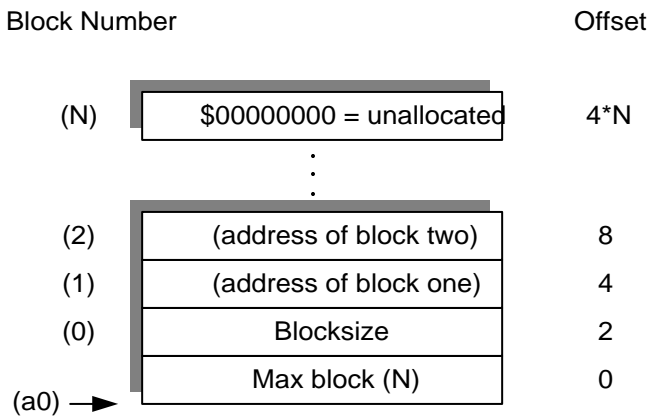 Block Number Offset
(N) $00000000 = unallocated 4*N
.
.
.
(2) (address of block two) 8
(1) (address of block one) 4
(0) Blocksize 2
Max block (N) 0
(a0)